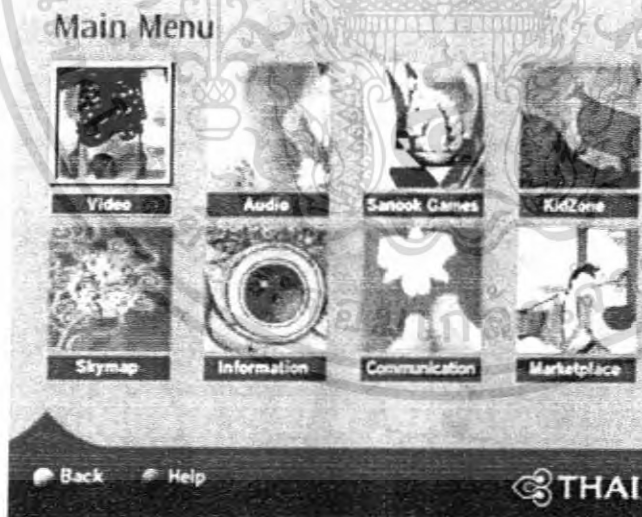 Main Menu
Video Audio Sanook Games KidZone
Skymap Information Communication Marketplace
Back Help
THAI